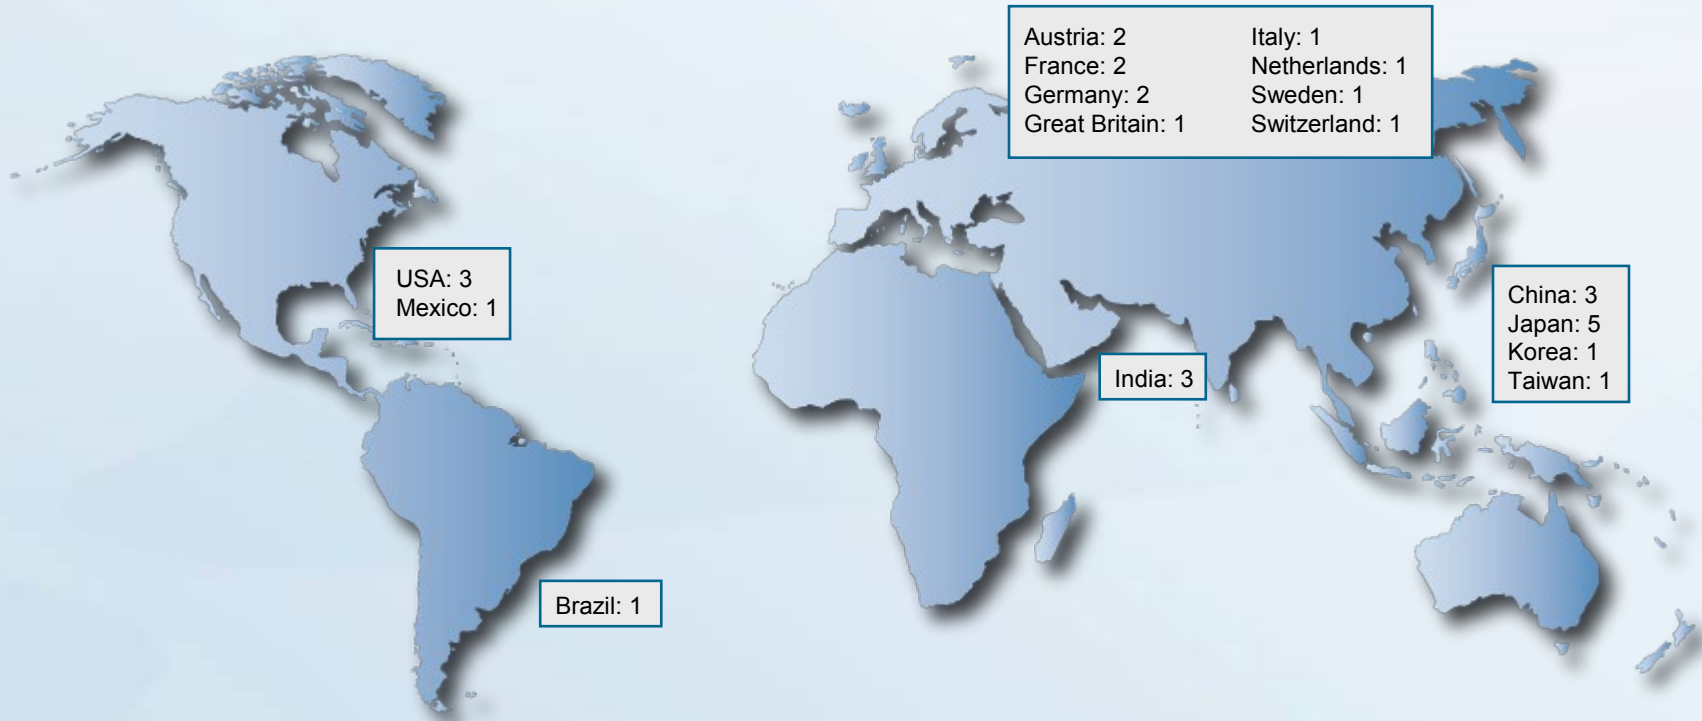 Austria: 2
France: 2
Germany: 2
Great Britain: 1
Italy: 1
Netherlands: 1
Sweden: 1
Switzerland: 1
USA: 3
Mexico: 1
China: 3
Japan: 5
Korea: 1
Taiwan: 1
India: 3
Brazil: 1